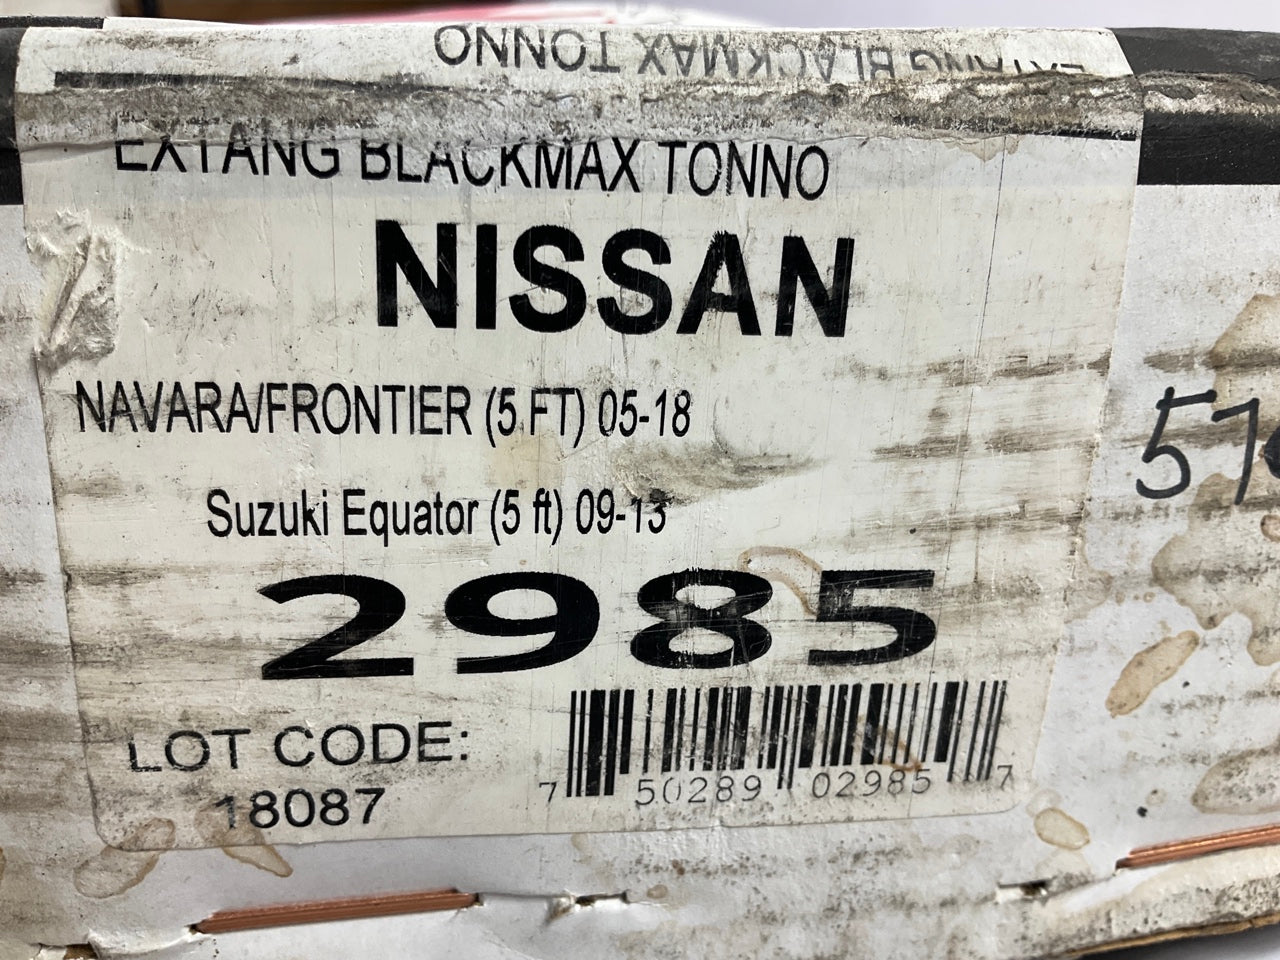 EXTANG BLACKMAX TONNO
EXTANG BLACKMAX TONNO
NISSAN
NAVARA/FRONTIER (5 FT) 05-18
Suzuki Equator (5 ft) 09-13
2985
LOT CODE:
18087
7 50289 02985 7